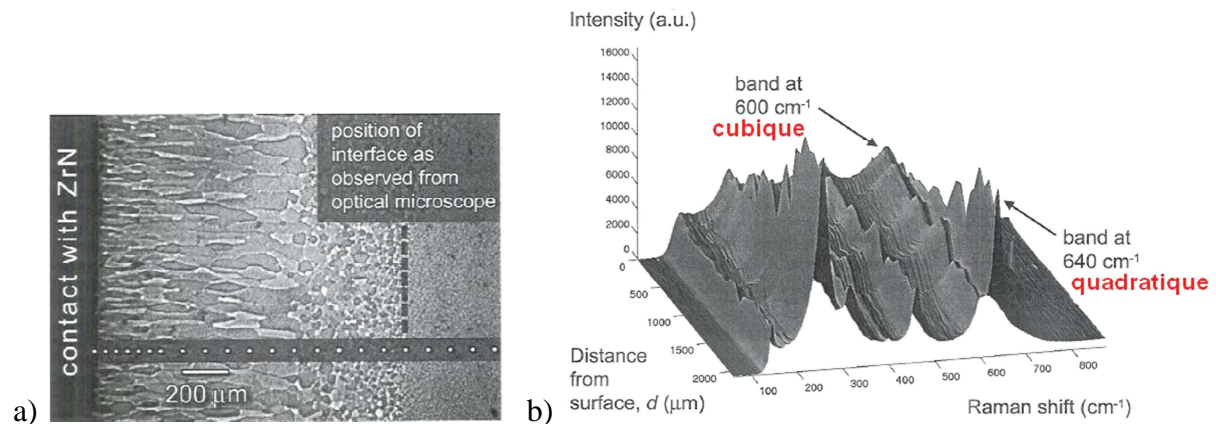 a)
contact with ZrN
position of
interface as
observed from
optical microscope
200 μm
b)
Intensity (a.u.)
16000
14000
12000
10000
8000
6000
4000
2000
0
0
500
1000
1500
2000
Distance
from
surface, d (μm)
100
200
300
400
500
600
700
800
Raman shift (cm⁻¹)
band at
600 cm⁻¹
cubique
band at
640 cm⁻¹
quadratique